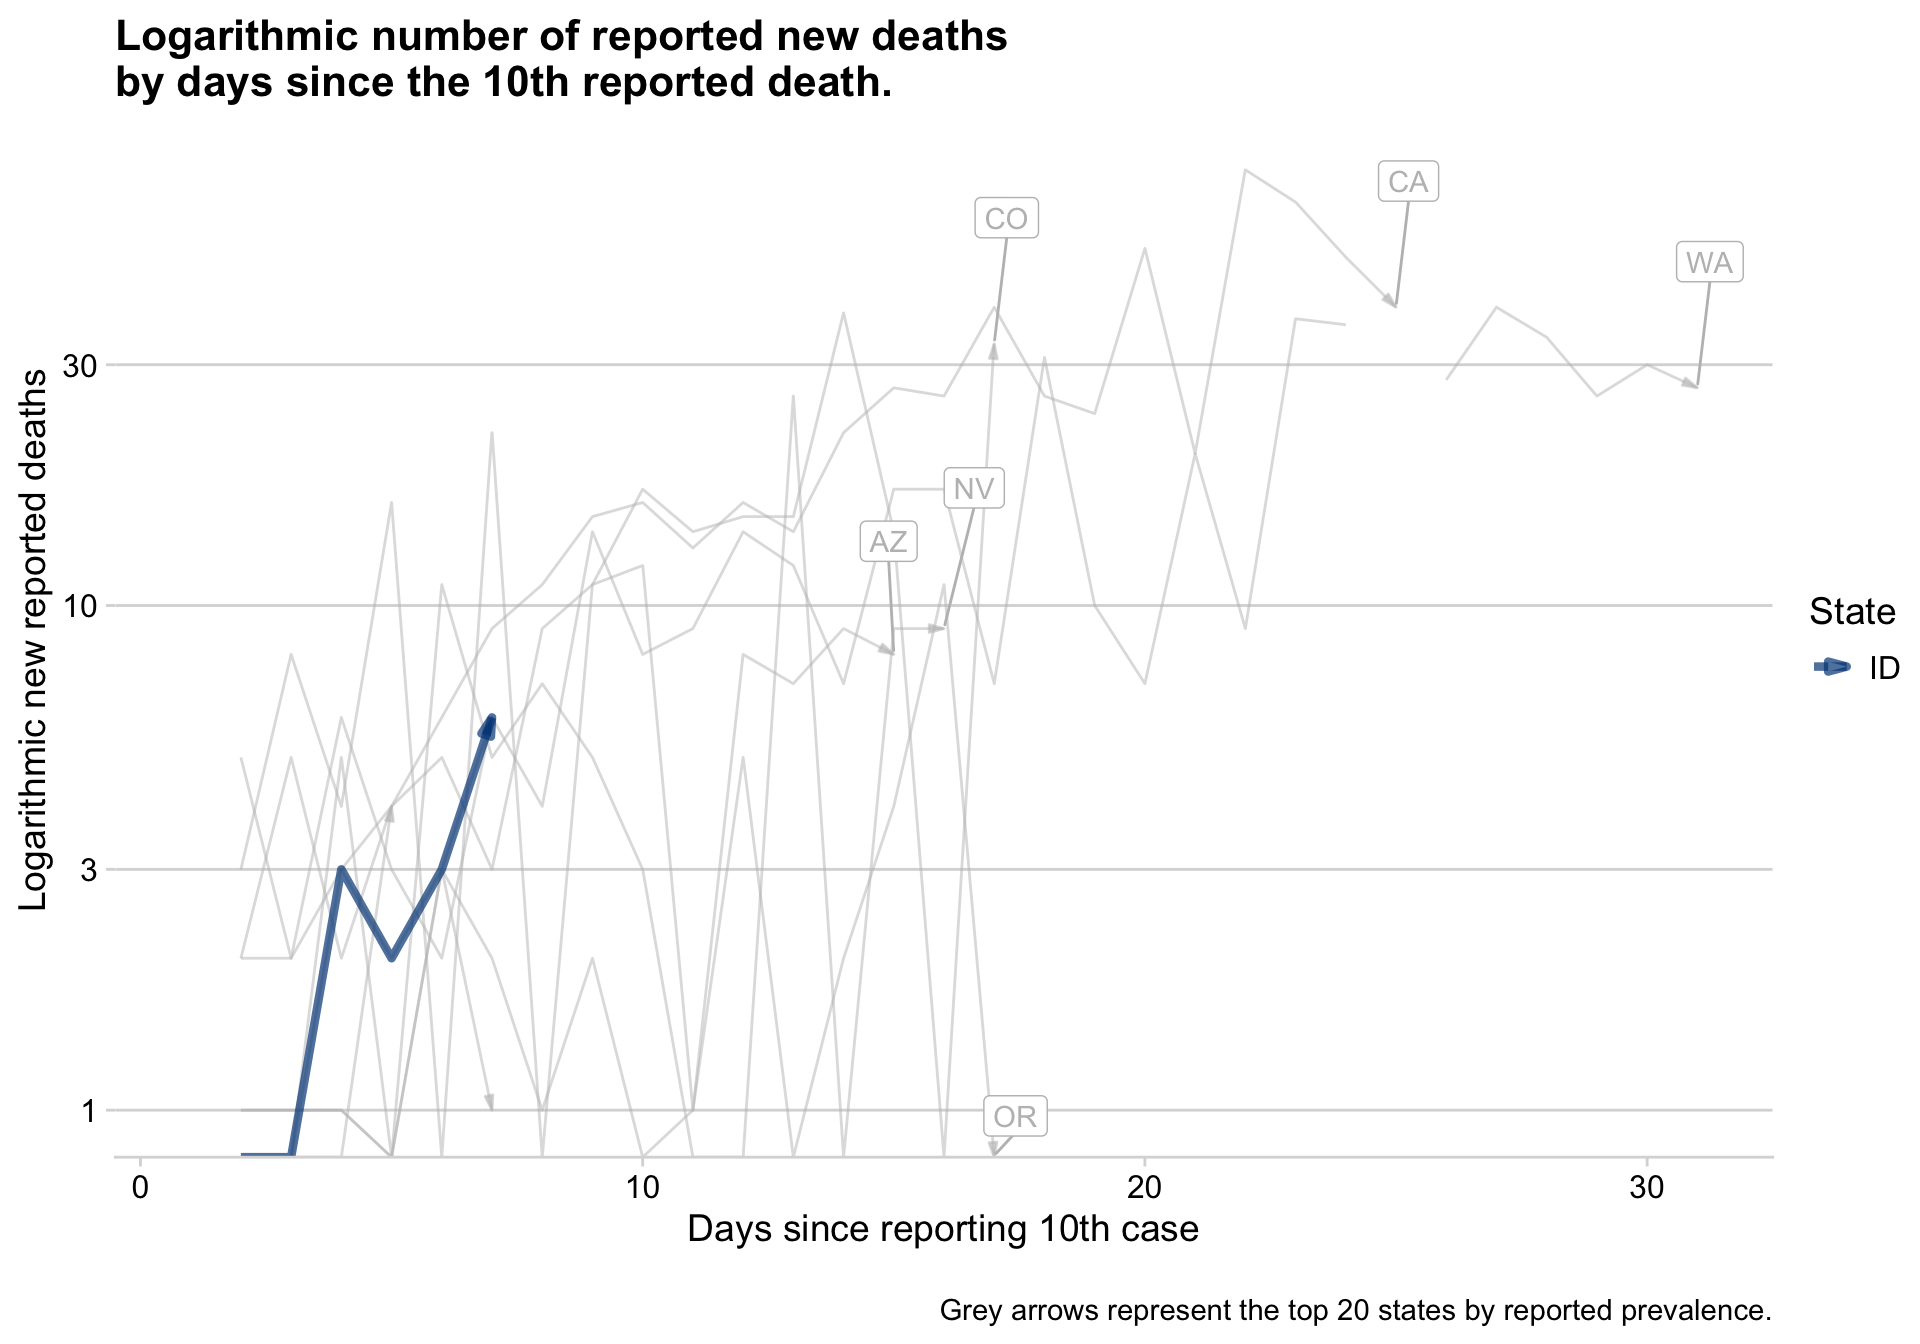 Logarithmic number of reported new deaths
by days since the 10th reported death.
CA
CO
WA
30
NV
AZ
10
3
1
OR
Logarithmic new reported deaths
State
ID
0
10
20
30
Days since reporting 10th case
Grey arrows represent the top 20 states by reported prevalence.